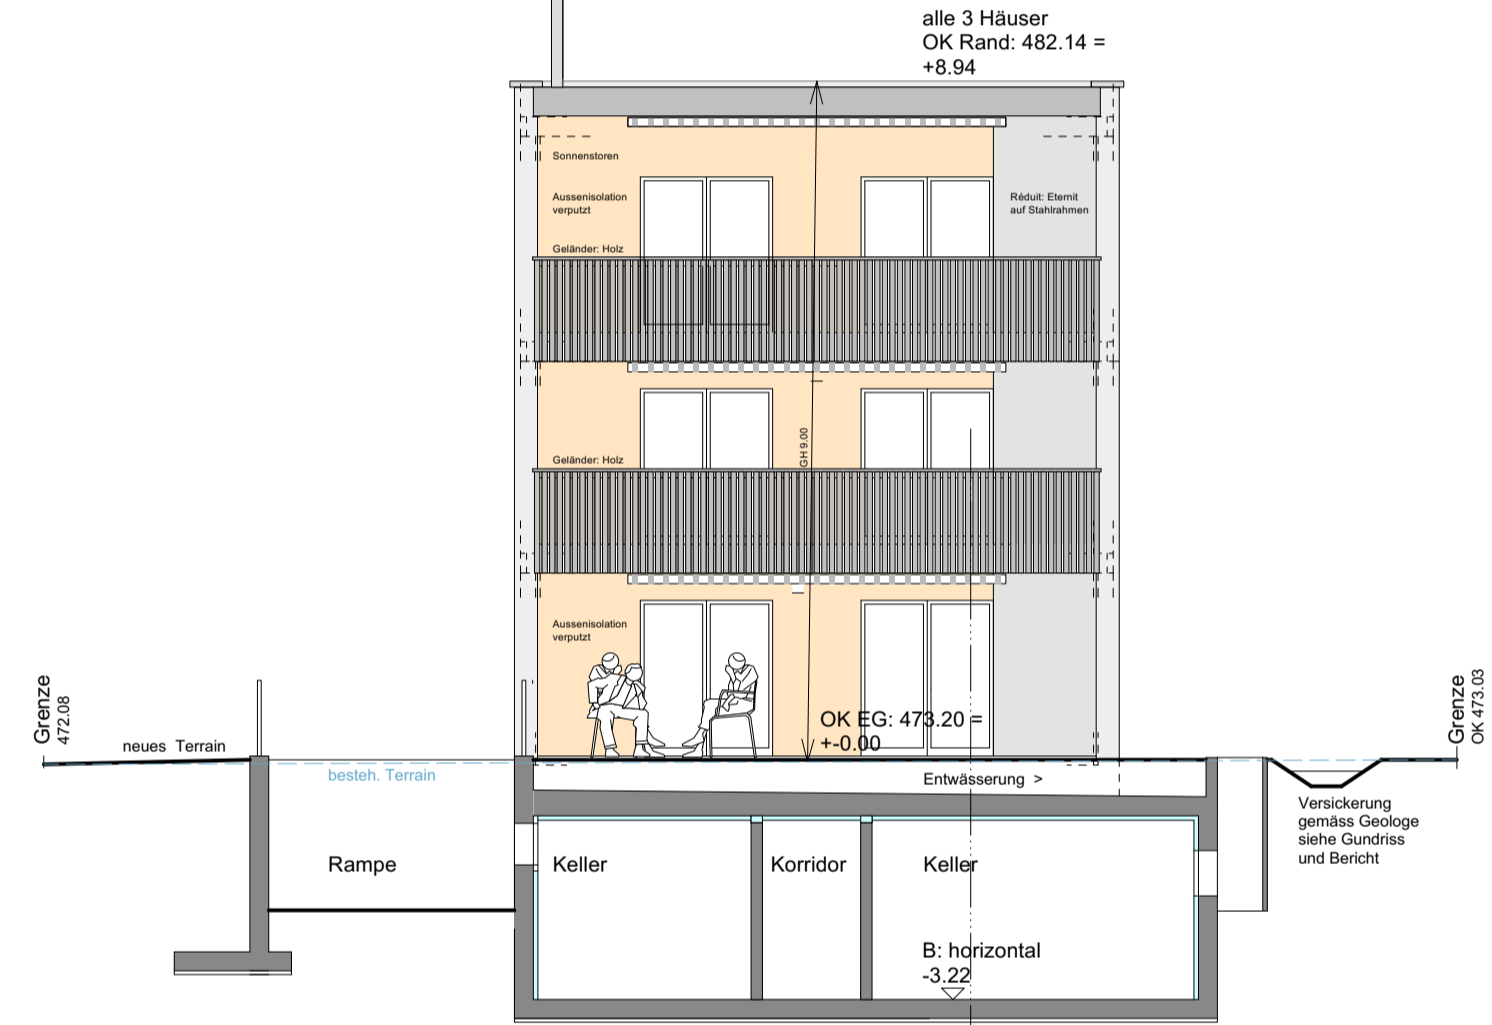 alle 3 Häuser
OK Rand: 482.14 =
+8.94
Sonnenstoren
Aussenisolation
verputzt
Réduit: Eternit
auf Stahlrahmen
Geländer: Holz
GH 9.00
Geländer: Holz
Aussenisolation
verputzt
Grenze
472.08
neues Terrain
besteh. Terrain
OK EG: 473.20 =
+-0.00
Entwässerung >
Grenze
OK 473.03
Versickerung
gemäss Geologe
siehe Gundriss
und Bericht
Rampe
Keller
Korridor
Keller
B: horizontal
-3.22